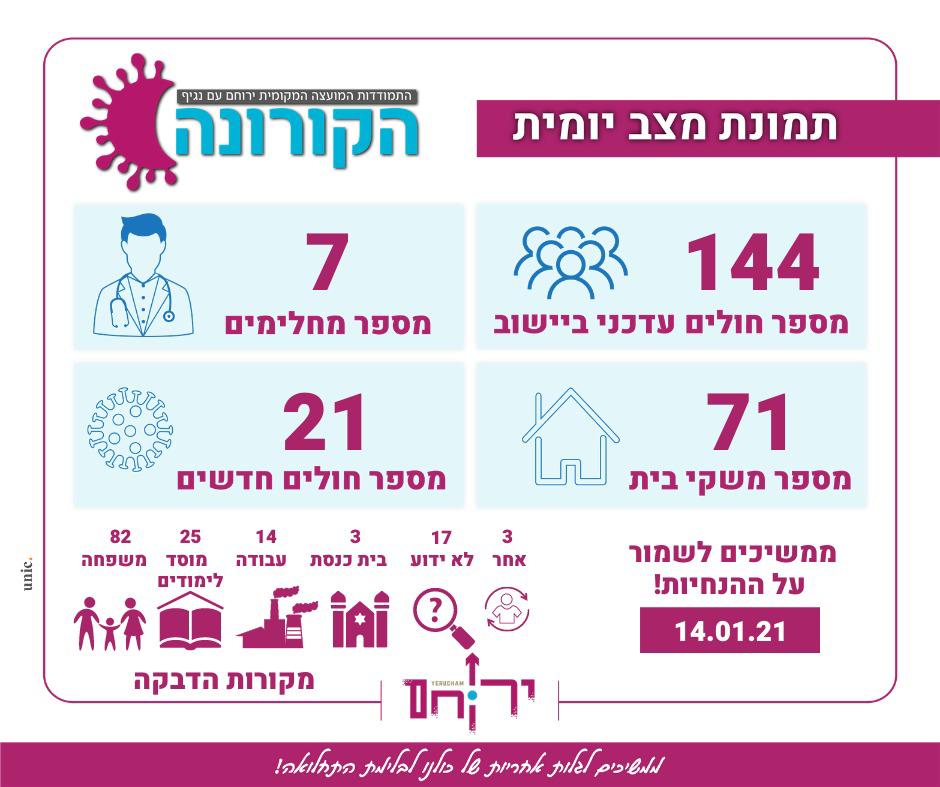 התמודדות המועצה המקומית ירוחם עם נגיף
הקורונה
תמונת מצב יומית
144
מספר חולים עדכני ביישוב
7
מספר מחלימים
71
מספר משקי בית
21
מספר חולים חדשים
ממשיכים לשמור
על ההנחיות!
14.01.21
3
אחר
17
לא ידוע
3
בית כנסת
14
עבודה
25
מוסד
לימודים
82
משפחה
?
מקורות הדבקה
YERUCHAM
ירוחם
unic.
ממשיכים לגלות אחריות של כולנו לבלימת התחלואה!